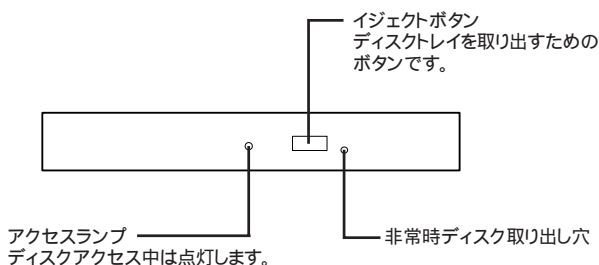 イジェクトボタン
ディスクトレイを取り出すための
ボタンです。
アクセスランプ
ディスクアクセス中は点灯します。
非常時ディスク取り出し穴